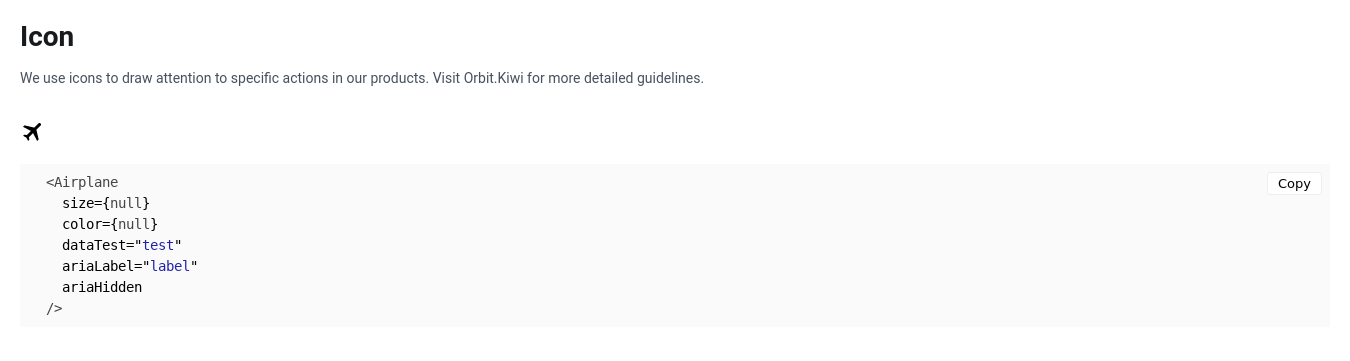 Icon
We use icons to draw attention to specific actions in our products. Visit Orbit.Kiwi for more detailed guidelines.
<Airplane
Copy
size={null}
color={null}
dataTest="test"
ariaLabel="label"
ariaHidden
/>